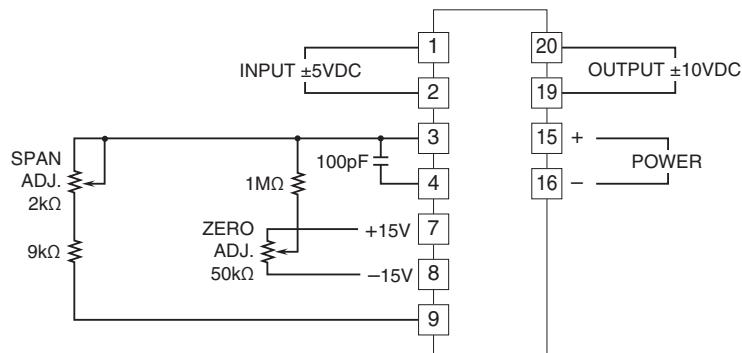 1
20
INPUT ±5VDC
OUTPUT ±10VDC
2
19
3
15
+
SPAN
ADJ.
2kΩ
100pF
POWER
1MΩ
4
16
–
ZERO
ADJ.
50kΩ
+15V
7
9kΩ
–15V
8
9